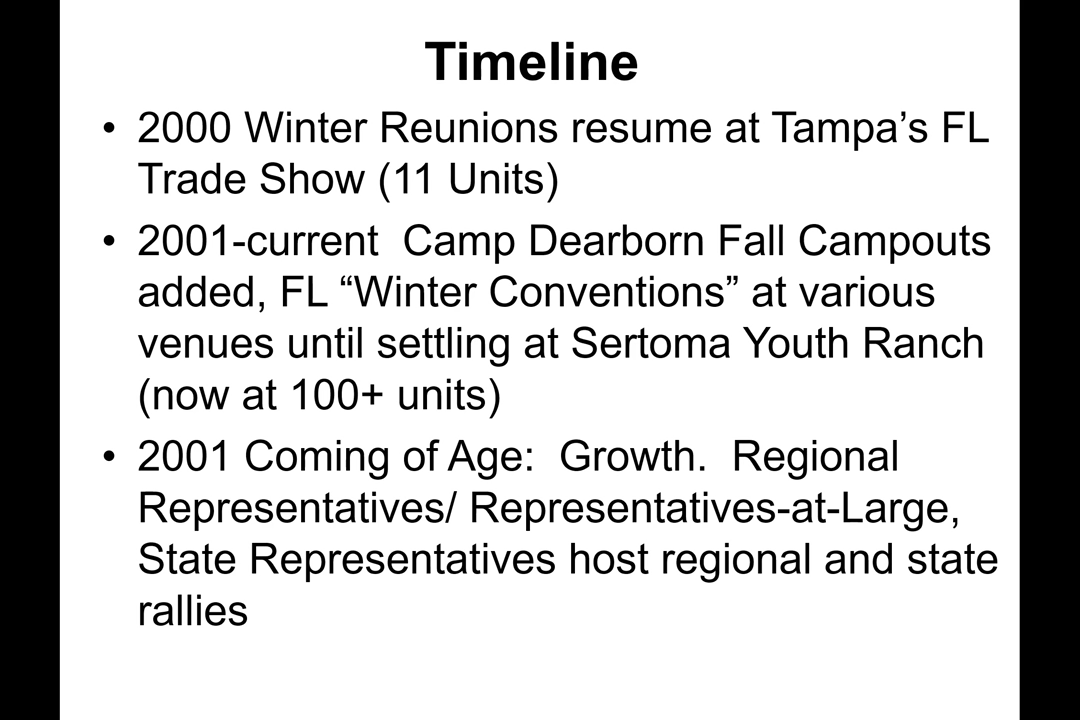 Timeline
• 2000 Winter Reunions resume at Tampa’s FL
Trade Show (11 Units)
• 2001-current  Camp Dearborn Fall Campouts
added, FL “Winter Conventions” at various
venues until settling at Sertoma Youth Ranch
(now at 100+ units)
• 2001 Coming of Age:  Growth.  Regional
Representatives/ Representatives-at-Large,
State Representatives host regional and state
rallies